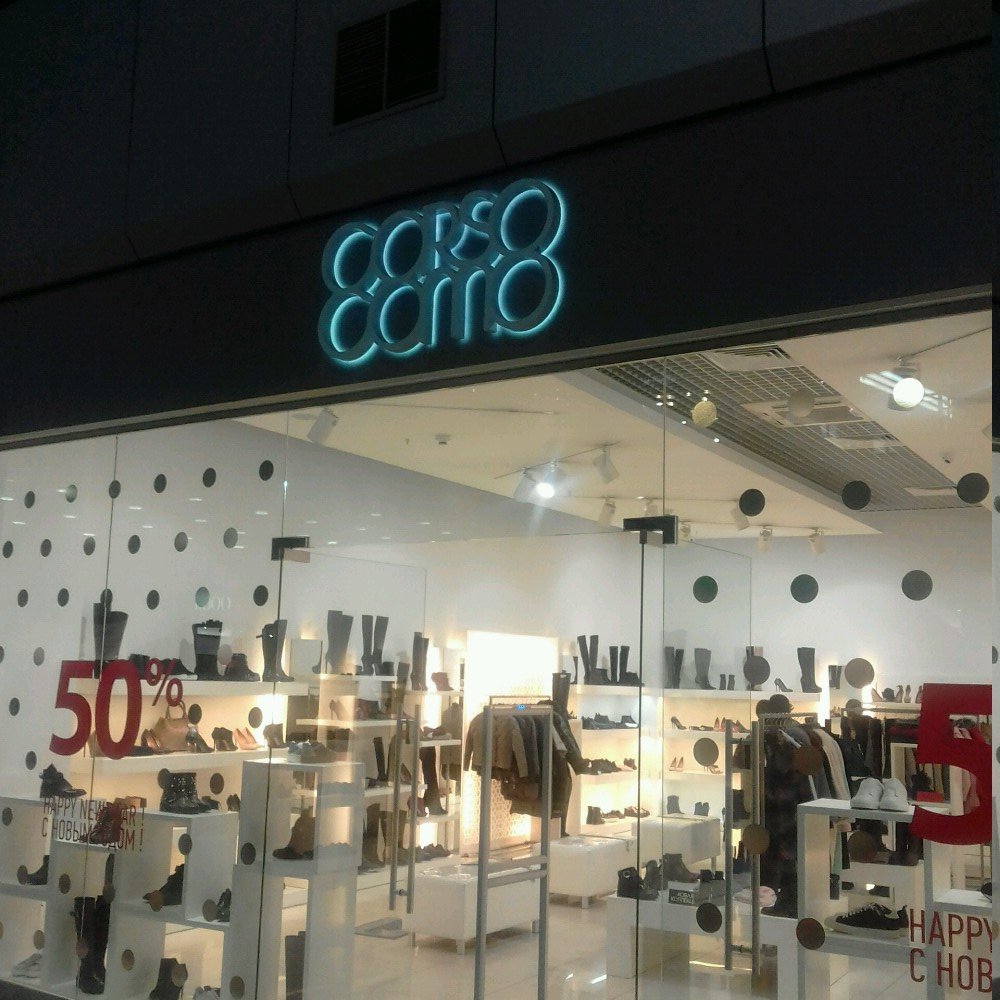 CORSO
COMO
50%
HAPPY NEW YEAR !
С НОВЫМ ГОДОМ !
5
HAPPY
С НОВ